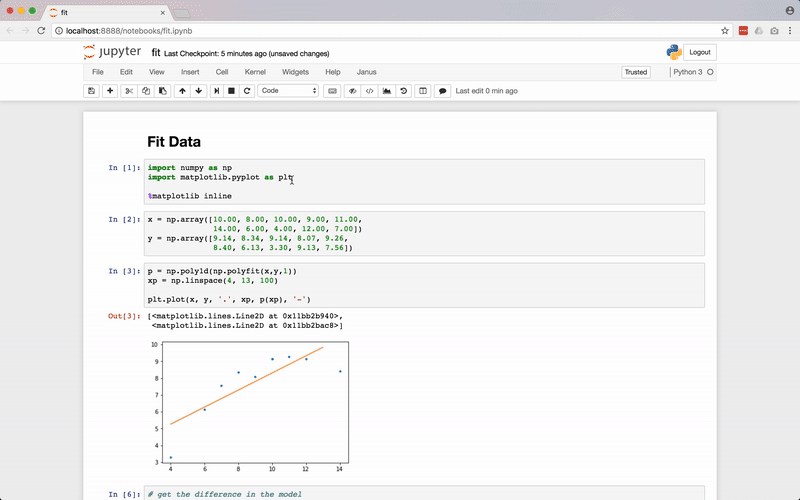 fit
localhost:8888/notebooks/fit.ipynb
jupyter fit Last Checkpoint: 5 minutes ago (unsaved changes) Logout
File Edit View Insert Cell Kernel Widgets Help Janus Trusted Python 3
Code Last edit 0 min ago
Fit Data
In [1]: import numpy as np
import matplotlib.pyplot as plt
%matplotlib inline
In [2]: x = np.array([10.00, 8.00, 10.00, 9.00, 11.00,
14.00, 6.00, 4.00, 12.00, 7.00])
y = np.array([9.14, 8.34, 9.14, 8.07, 9.26,
8.40, 6.13, 3.30, 9.13, 7.56])
In [3]: p = np.poly1d(np.polyfit(x,y,1))
xp = np.linspace(4, 13, 100)
plt.plot(x, y, '.', xp, p(xp), '-')
Out[3]: [<matplotlib.lines.Line2D at 0x11bb2b940>,
<matplotlib.lines.Line2D at 0x11bb2bac8>]
10
9
8
7
6
5
4
3
4 6 8 10 12 14
In [6]: # get the difference in the model